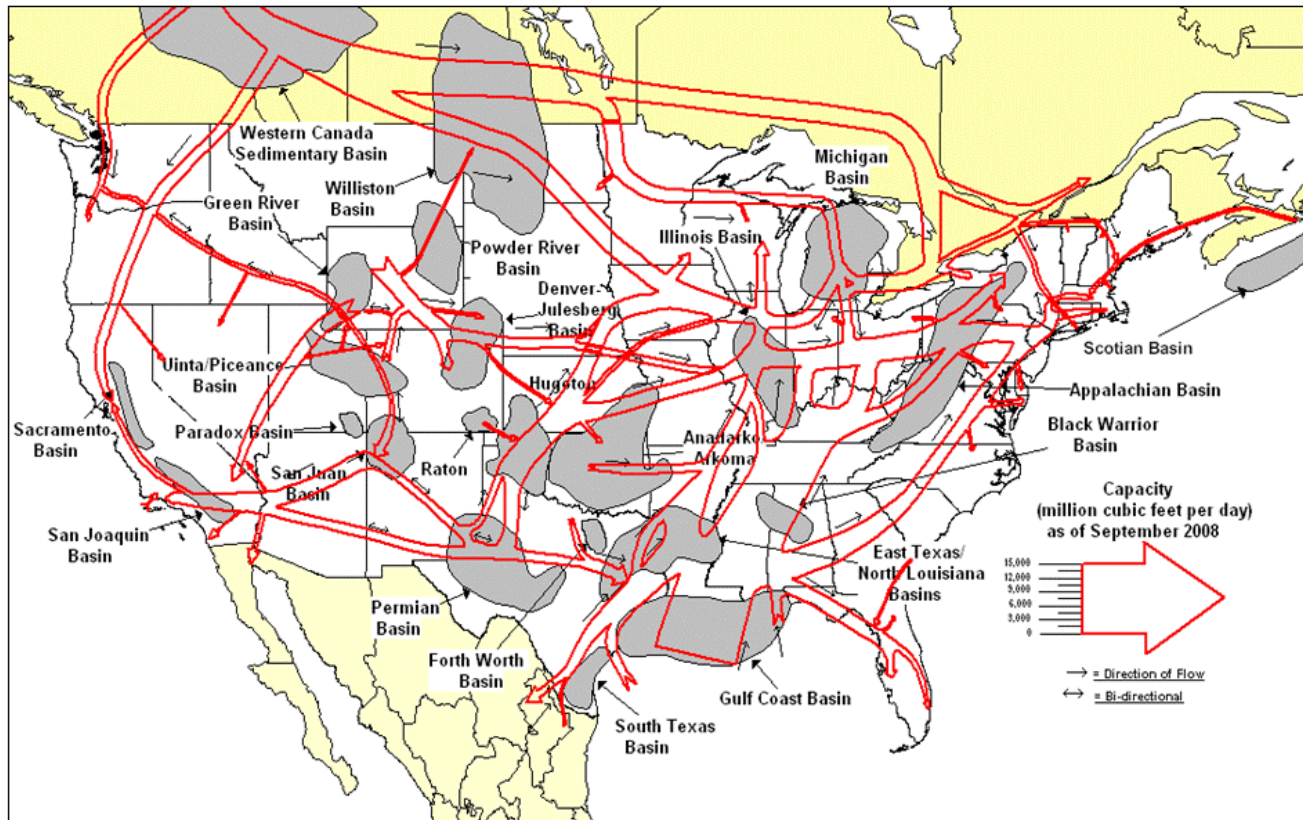 Western Canada
Sedimentary Basin
Williston
Basin
Green River
Basin
Powder River
Basin
Denver-
Julesberg
Basin
Michigan
Basin
Illinois Basin
Uinta/Piceance
Basin
Hugoton
Scotian Basin
Appalachian Basin
Black Warrior
Basin
Sacramento
Basin
Paradox Basin
San Juan
Basin
Raton
Anadarko
Arkoma
San Joaquin
Basin
Permian
Basin
Forth Worth
Basin
South Texas
Basin
Gulf Coast Basin
East Texas/
North Louisiana
Basins
Capacity
(million cubic feet per day)
as of September 2008
15,000
12,000
9,000
6,000
3,000
0
= Direction of Flow
= Bi-directional